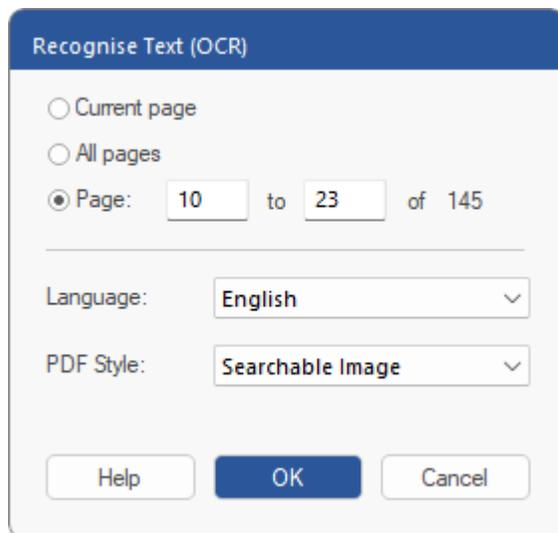 Recognise Text (OCR)
Current page
All pages
Page: 10 to 23 of 145
Language: English
PDF Style: Searchable Image
Help OK Cancel